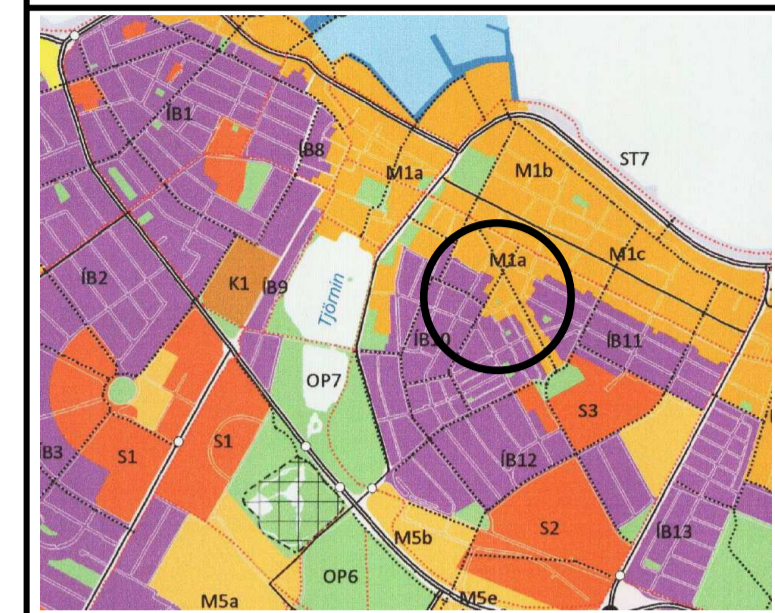 ÍB1
ÍB8
M1a
M1b
ST7
M1a
M1c
ÍB2
K1
ÍB9
Tjörnin
ÍB10
ÍB11
OP7
S3
ÍB3
S1
S1
ÍB12
S2
ÍB13
M5b
OP6
M5a
M5e